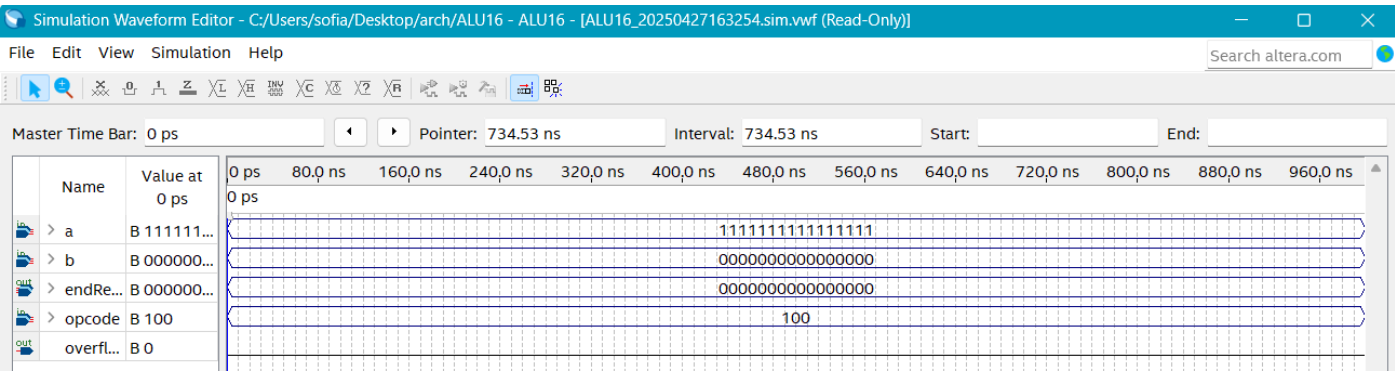 Simulation Waveform Editor - C:/Users/sofia/Desktop/arch/ALU16 - ALU16 - [ALU16_20250427163254.sim.vwf (Read-Only)]
File Edit View Simulation Help
Search altera.com
Master Time Bar: 0 ps Pointer: 734.53 ns Interval: 734.53 ns Start: End:
Name Value at 0 ps 0 ps 80.0 ns 160.0 ns 240.0 ns 320.0 ns 400.0 ns 480.0 ns 560.0 ns 640.0 ns 720.0 ns 800.0 ns 880.0 ns 960.0 ns
0 ps
a B 111111... 1111111111111111
b B 000000... 0000000000000000
endRe... B 000000... 0000000000000000
opcode B 100 100
overfl... B 0